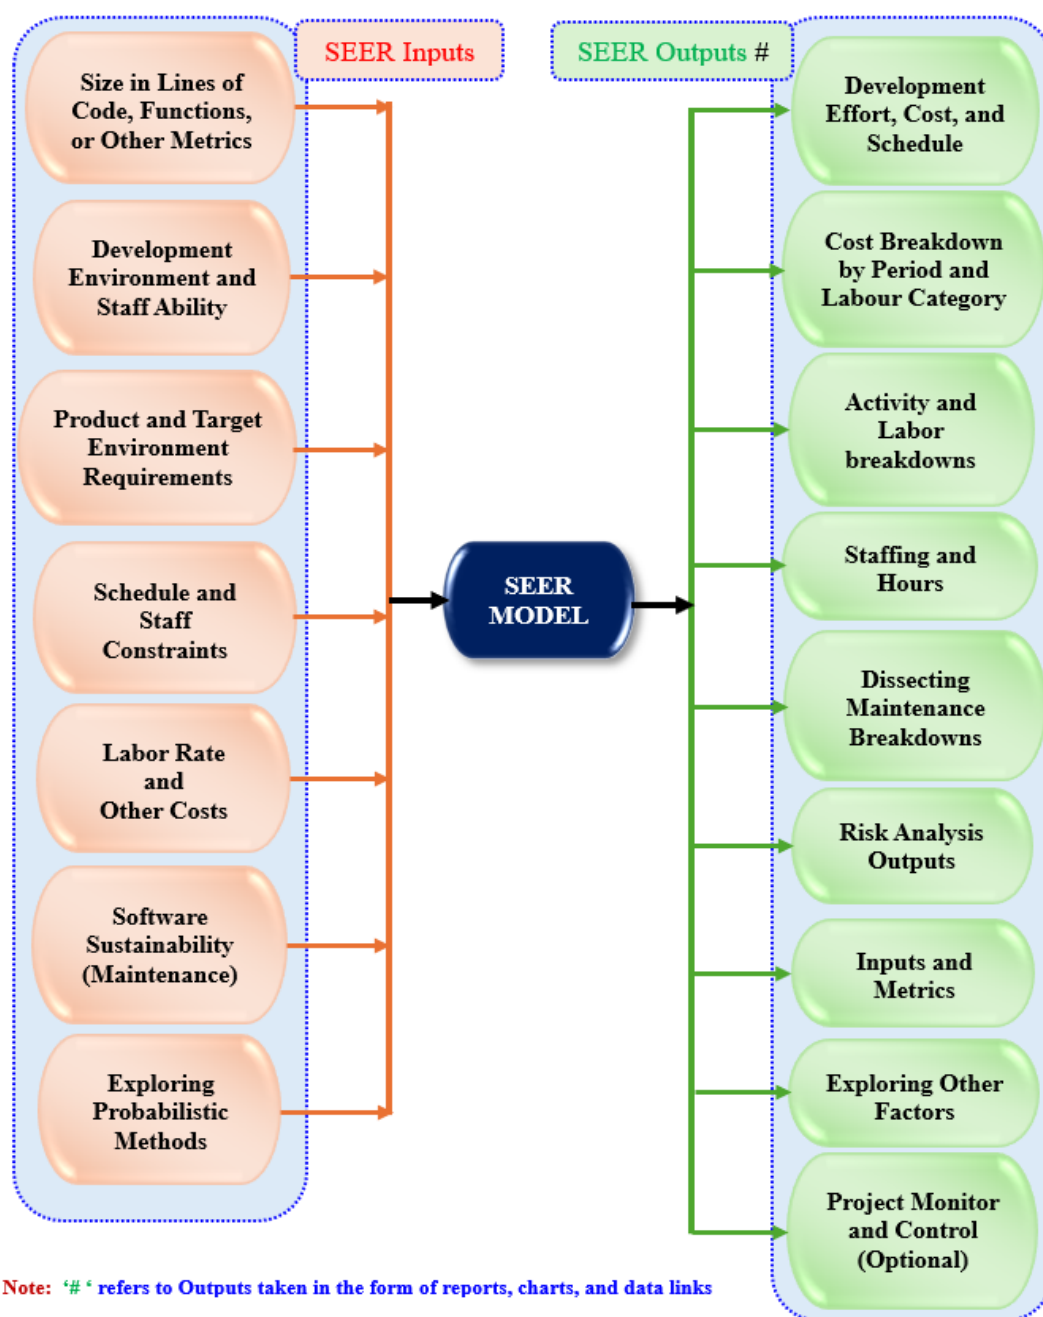 SEER Inputs
Size in Lines of
Code, Functions,
or Other Metrics
Development
Environment and
Staff Ability
Product and Target
Environment
Requirements
Schedule and
Staff
Constraints
Labor Rate
and
Other Costs
Software
Sustainability
(Maintenance)
Exploring
Probabilistic
Methods
SEER
MODEL
SEER Outputs #
Development
Effort, Cost, and
Schedule
Cost Breakdown
by Period and
Labour Category
Activity and
Labor
breakdowns
Staffing and
Hours
Dissecting
Maintenance
Breakdowns
Risk Analysis
Outputs
Inputs and
Metrics
Exploring Other
Factors
Project Monitor
and Control
(Optional)
Note: ‘# ‘ refers to Outputs taken in the form of reports, charts, and data links